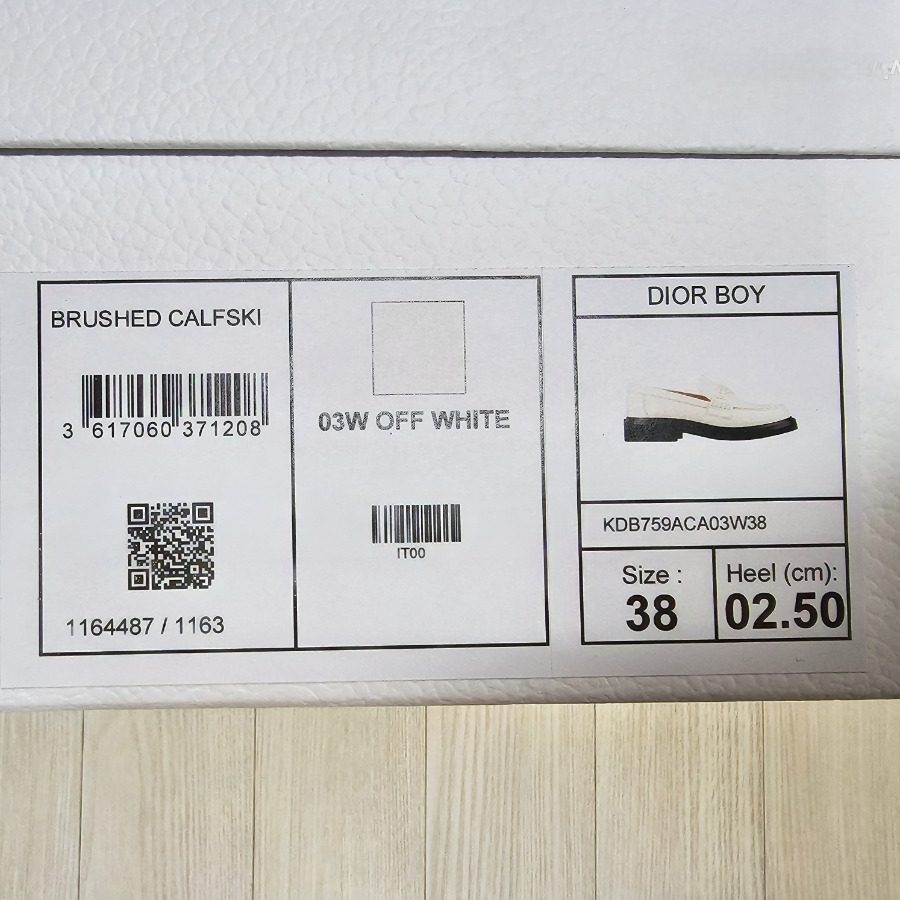 BRUSHED CALFSKI
3 617060 371208
1164487 / 1163
03W OFF WHITE
IT00
DIOR BOY
KDB759ACA03W38
Size :
38
Heel (cm):
02.50